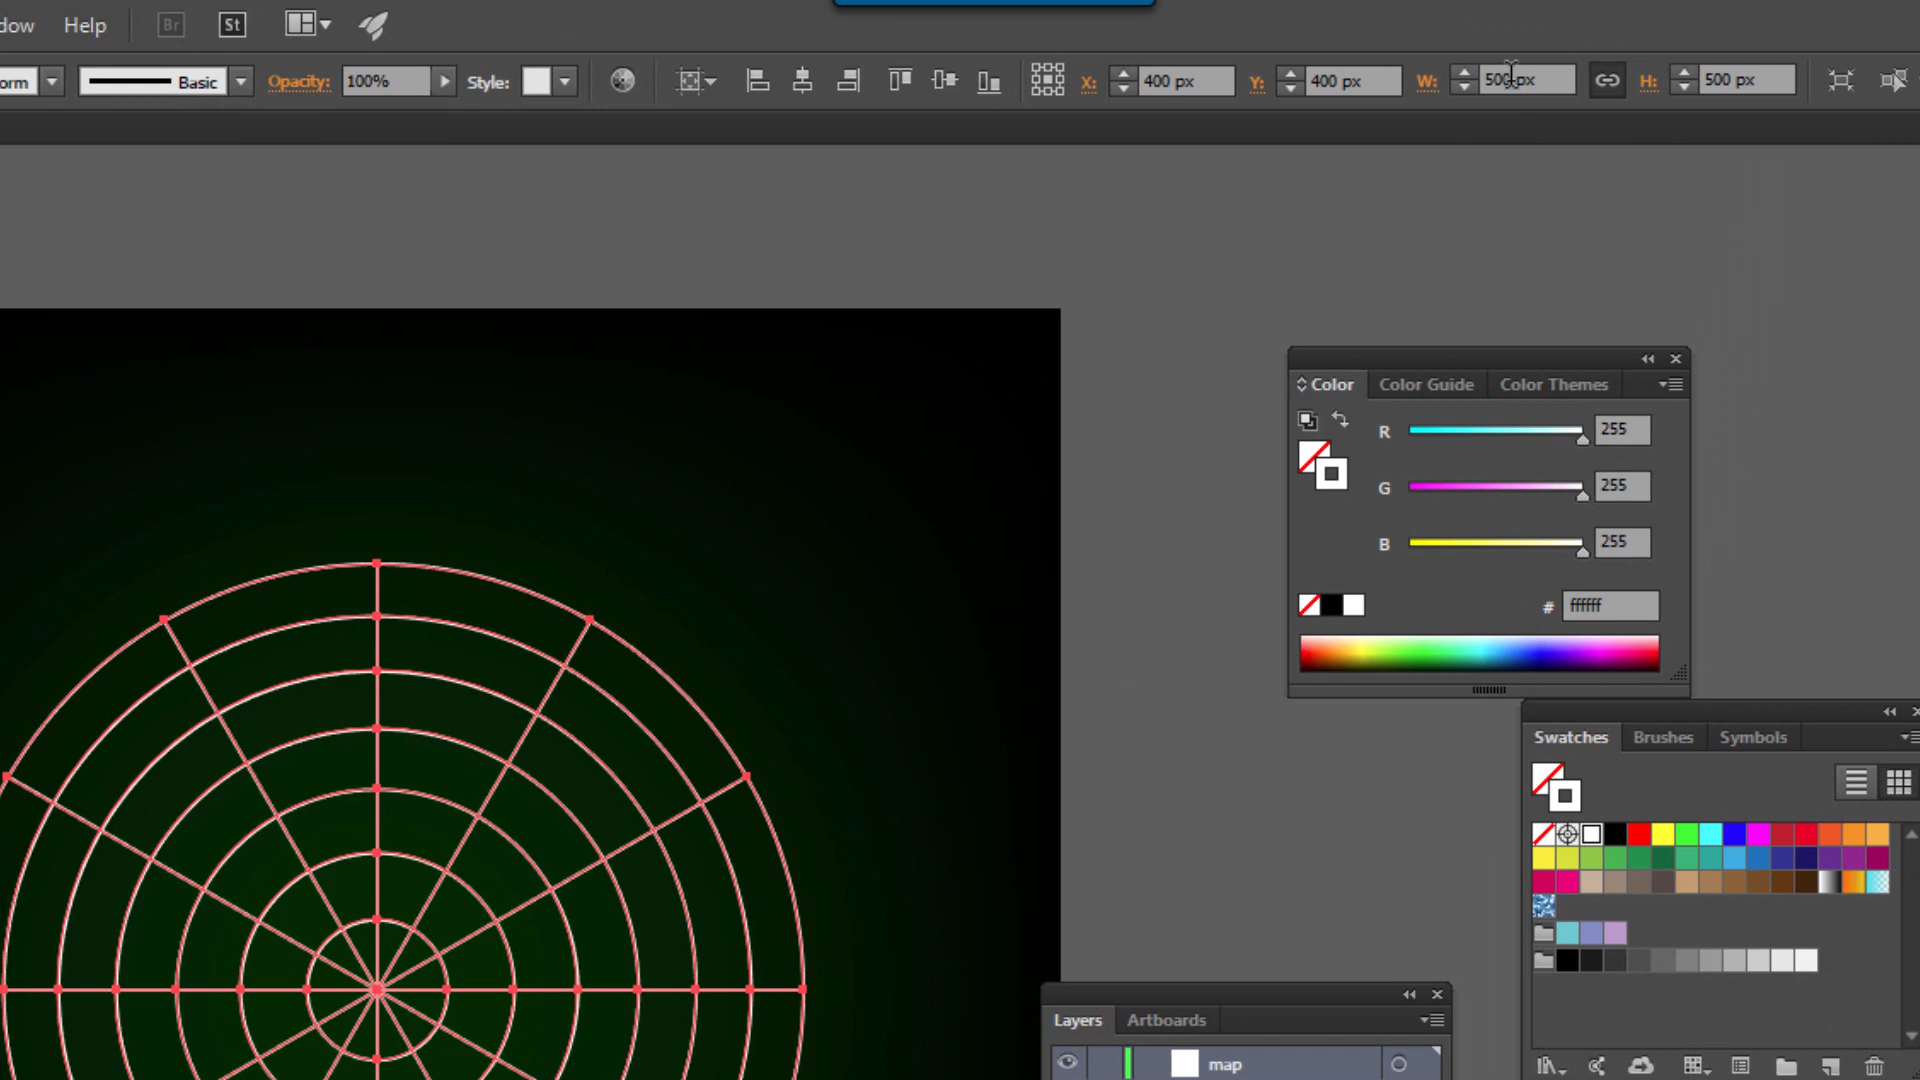 dow Help Br St
orm Basic Opacity: 100% Style: X: 400 px Y: 400 px W: 500 px H: 500 px
Color Color Guide Color Themes
R 255
G 255
B 255
# ffffff
Swatches Brushes Symbols
Layers Artboards
map